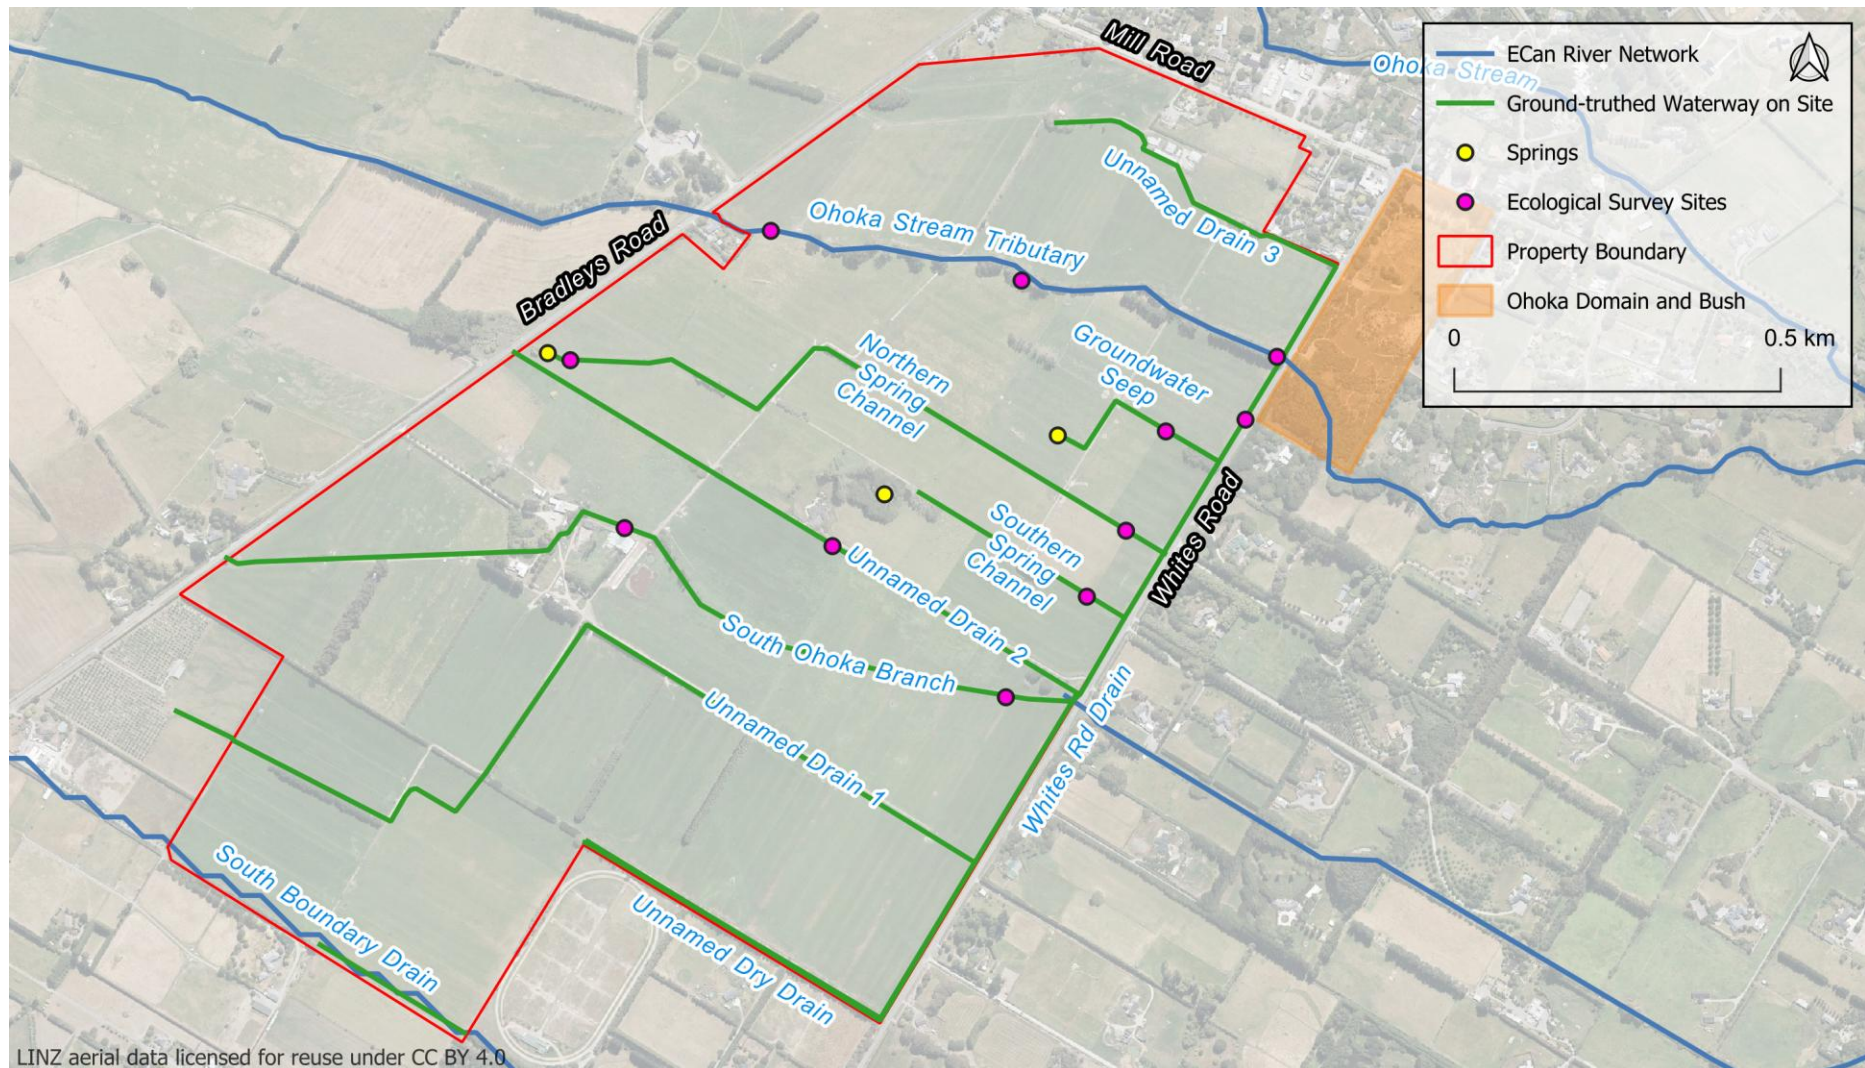 Mill Road
Ohoka Stream
ECan River Network
Ground-truthed Waterway on Site
Springs
Ecological Survey Sites
Property Boundary
Ohoka Domain and Bush
0
0.5 km
Unnamed Drain 3
Ohoka Stream Tributary
Bradleys Road
Northern
Spring
Channel
Groundwater
Seep
Southern
Spring
Channel
Whites Road
Unnamed Drain 2
South Ohoka Branch
Unnamed Drain 1
Whites Rd Drain
South Boundary Drain
Unnamed Dry Drain
LINZ aerial data licensed for reuse under CC BY 4.0